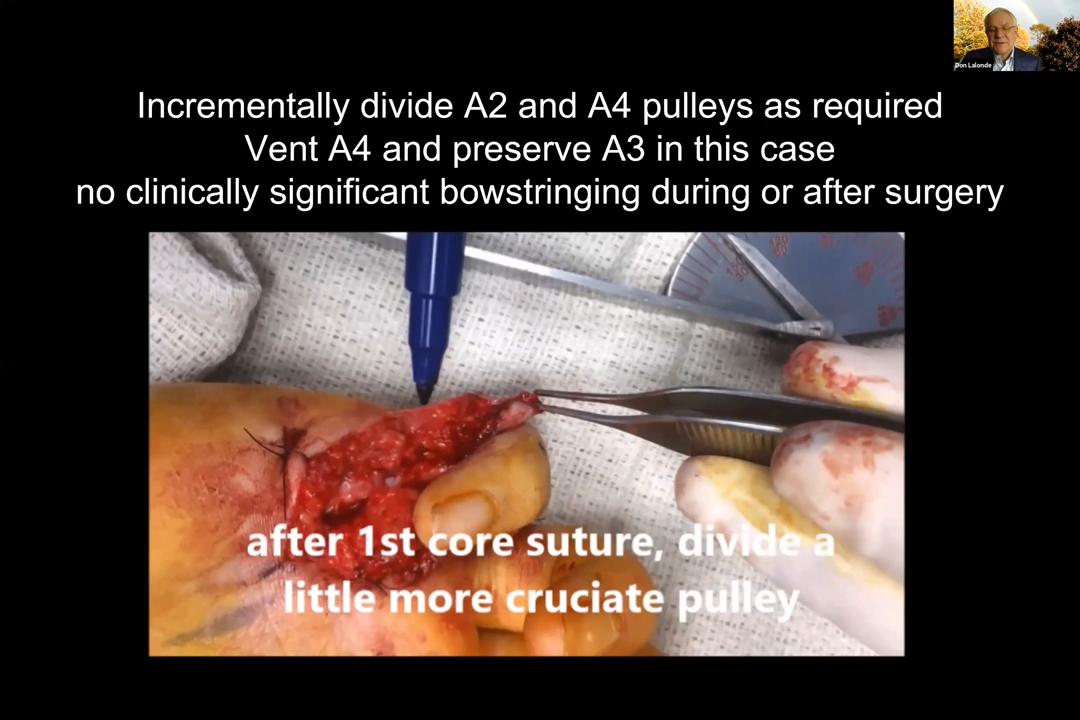 Don Lalonde
Incrementally divide A2 and A4 pulleys as required
Vent A4 and preserve A3 in this case
no clinically significant bowstringing during or after surgery
after 1st core suture, divide a
little more cruciate pulley